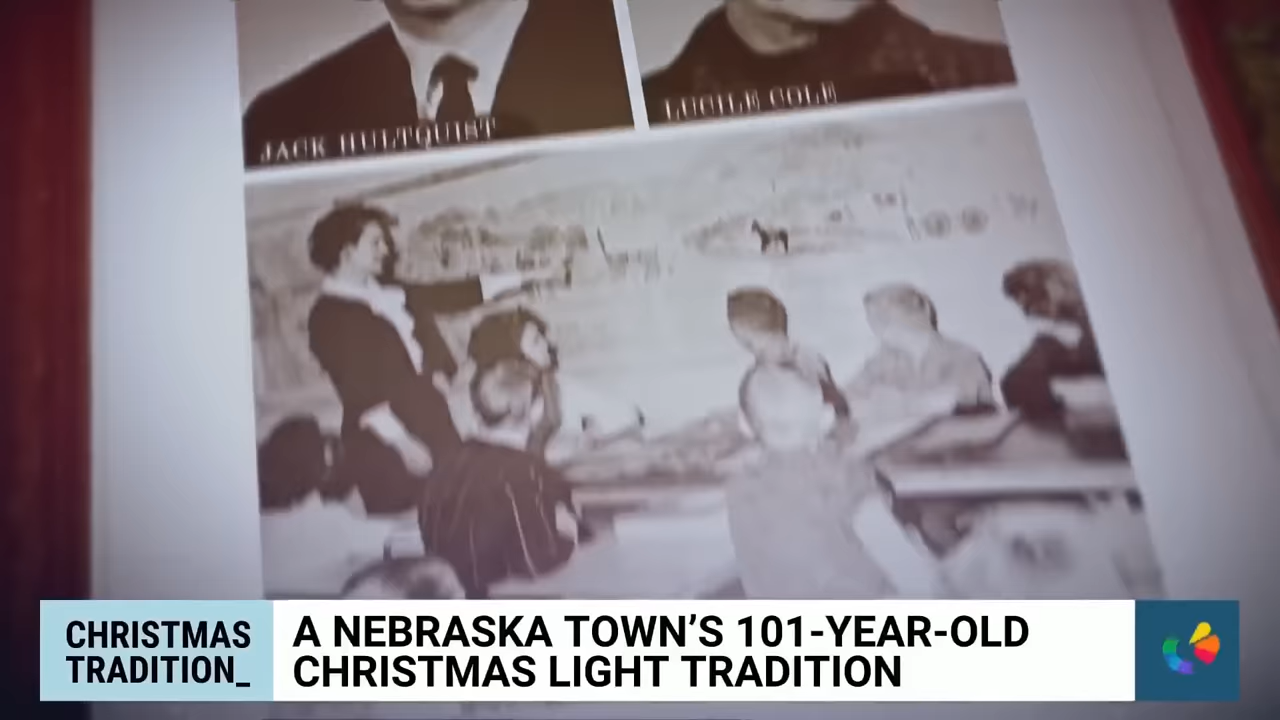 JACK HULTQUIST
LUCILE COLE
CHRISTMAS
TRADITION_
A NEBRASKA TOWN'S 101-YEAR-OLD
CHRISTMAS LIGHT TRADITION